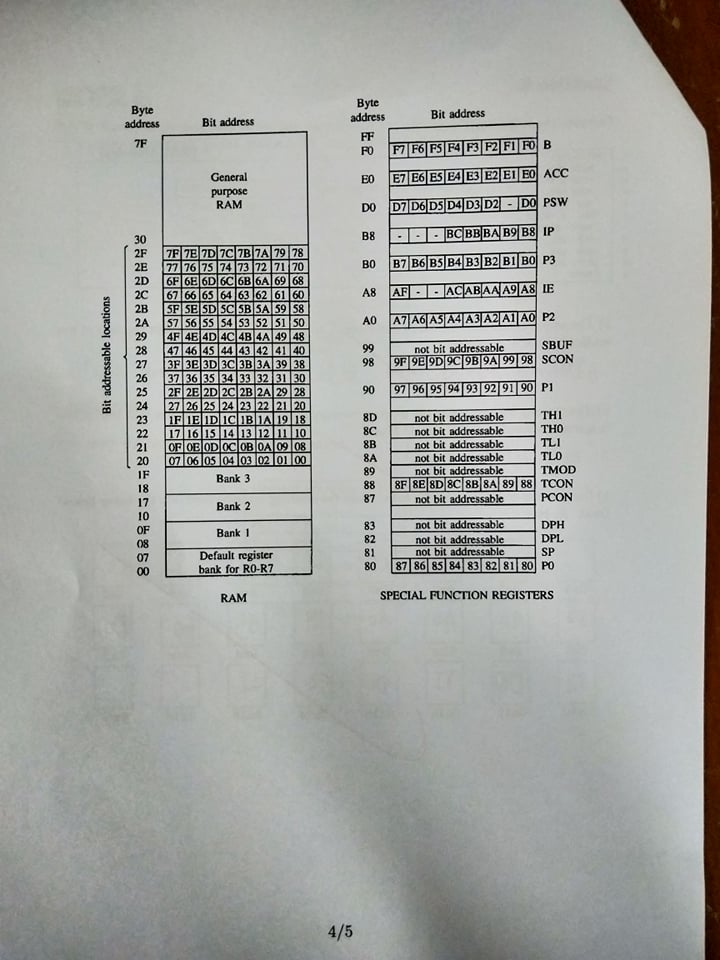 Byte address Bit address
7F
General purpose RAM
30
2F 7F 7E 7D 7C 7B 7A 79 78
2E 77 76 75 74 73 72 71 70
2D 6F 6E 6D 6C 6B 6A 69 68
2C 67 66 65 64 63 62 61 60
2B 5F 5E 5D 5C 5B 5A 59 58
2A 57 56 55 54 53 52 51 50
29 4F 4E 4D 4C 4B 4A 49 48
28 47 46 45 44 43 42 41 40
27 3F 3E 3D 3C 3B 3A 39 38
26 37 36 35 34 33 32 31 30
25 2F 2E 2D 2C 2B 2A 29 28
24 27 26 25 24 23 22 21 20
23 1F 1E 1D 1C 1B 1A 19 18
22 17 16 15 14 13 12 11 10
21 0F 0E 0D 0C 0B 0A 09 08
20 07 06 05 04 03 02 01 00
Bit addressable locations
1F
Bank 3
18
17
Bank 2
10
0F
Bank 1
08
07 Default register
00 bank for R0-R7
RAM
Byte address Bit address
FF
F0 F7 F6 F5 F4 F3 F2 F1 F0 B
E0 E7 E6 E5 E4 E3 E2 E1 E0 ACC
D0 D7 D6 D5 D4 D3 D2 - D0 PSW
B8 - - - BC BB BA B9 B8 IP
B0 B7 B6 B5 B4 B3 B2 B1 B0 P3
A8 AF - - AC AB AA A9 A8 IE
A0 A7 A6 A5 A4 A3 A2 A1 A0 P2
99 not bit addressable SBUF
98 9F 9E 9D 9C 9B 9A 99 98 SCON
90 97 96 95 94 93 92 91 90 P1
8D not bit addressable TH1
8C not bit addressable TH0
8B not bit addressable TL1
8A not bit addressable TL0
89 not bit addressable TMOD
88 8F 8E 8D 8C 8B 8A 89 88 TCON
87 not bit addressable PCON
83 not bit addressable DPH
82 not bit addressable DPL
81 not bit addressable SP
80 87 86 85 84 83 82 81 80 P0
SPECIAL FUNCTION REGISTERS
4/5